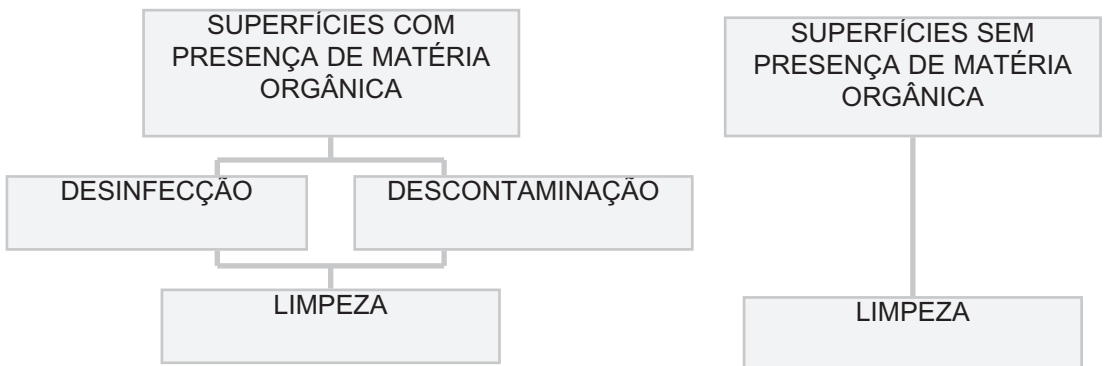 SUPERFÍCIES COM
PRESENÇA DE MATÉRIA
ORGÂNICA
SUPERFÍCIES SEM
PRESENÇA DE MATÉRIA
ORGÂNICA
DESINFECÇÃO
DESCONTAMINAÇÃO
LIMPEZA
LIMPEZA